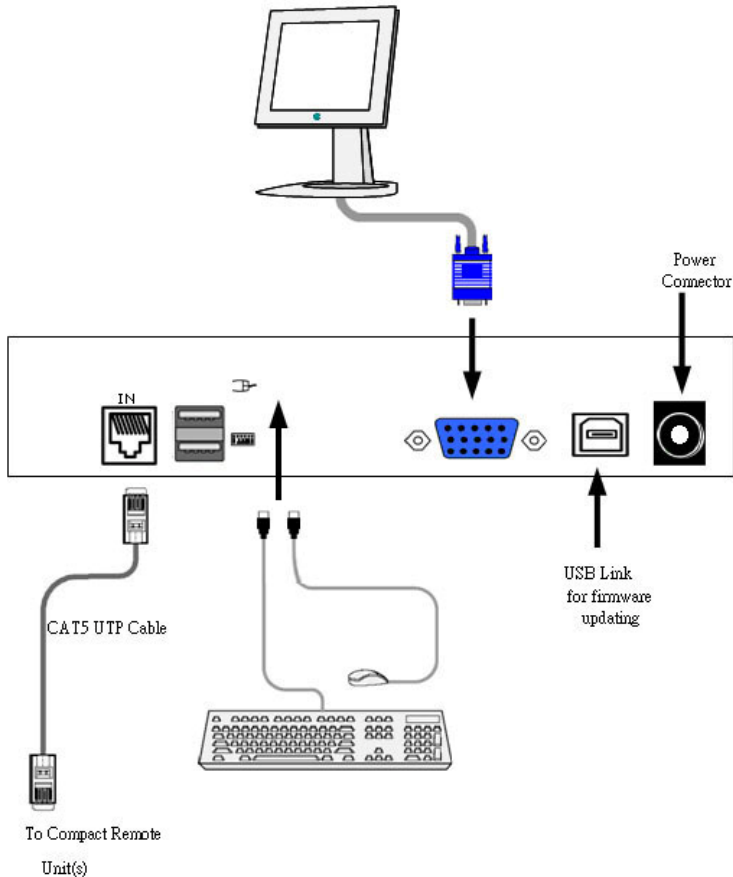 Power
Connector
IN
USB Link
for firmware
updating
CAT5 UTP Cable
To Compact Remote
Unit(s)